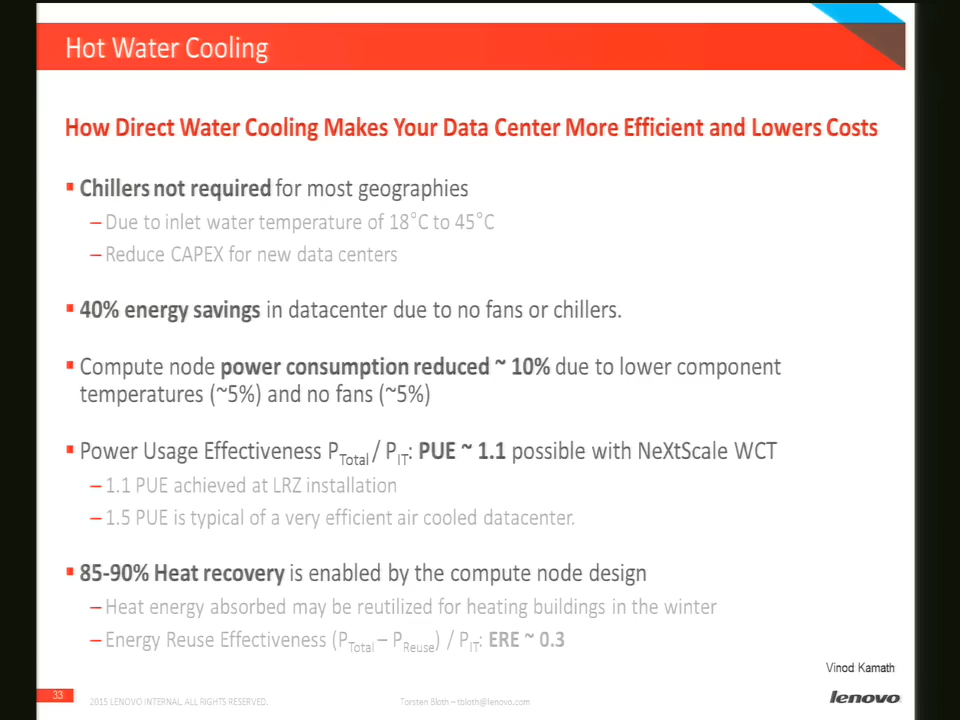 Hot Water Cooling
How Direct Water Cooling Makes Your Data Center More Efficient and Lowers Costs
▪ Chillers not required for most geographies
– Due to inlet water temperature of 18°C to 45°C
– Reduce CAPEX for new data centers
▪ 40% energy savings in datacenter due to no fans or chillers.
▪ Compute node power consumption reduced ~ 10% due to lower component
temperatures (~5%) and no fans (~5%)
▪ Power Usage Effectiveness PTotal / PIT: PUE ~ 1.1 possible with NeXtScale WCT
– 1.1 PUE achieved at LRZ installation
– 1.5 PUE is typical of a very efficient air cooled datacenter.
▪ 85-90% Heat recovery is enabled by the compute node design
– Heat energy absorbed may be reutilized for heating buildings in the winter
– Energy Reuse Effectiveness (PTotal – PReuse) / PIT: ERE ~ 0.3
Vinod Kamath
33
2015 LENOVO INTERNAL. ALL RIGHTS RESERVED.
Torsten Bloth – tbloth@lenovo.com
lenovo